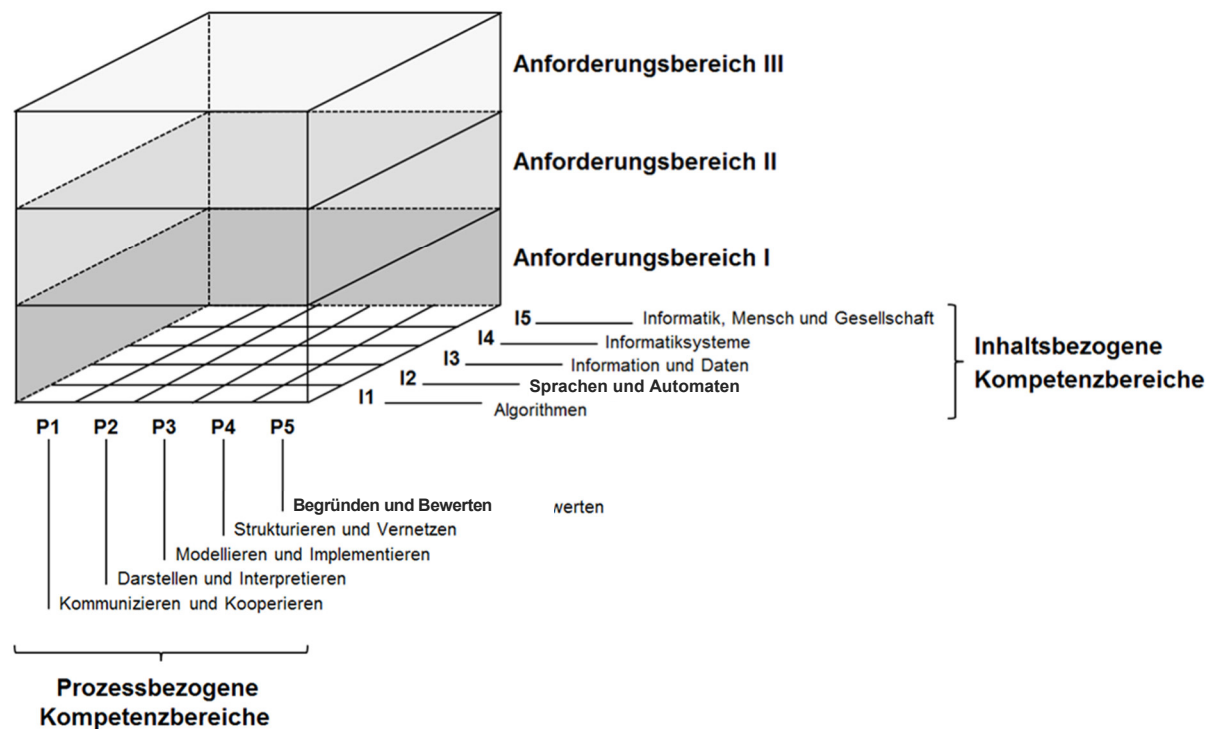 Anforderungsbereich III
Anforderungsbereich II
Anforderungsbereich I
I5 Informatik, Mensch und Gesellschaft
I4 Informatiksysteme
I3 Information und Daten
I2 Sprachen und Automaten
I1 Algorithmen
Inhaltsbezogene
Kompetenzbereiche
P1 P2 P3 P4 P5
Begründen und Bewerten
Strukturieren und Vernetzen
Modellieren und Implementieren
Darstellen und Interpretieren
Kommunizieren und Kooperieren
Prozessbezogene
Kompetenzbereiche